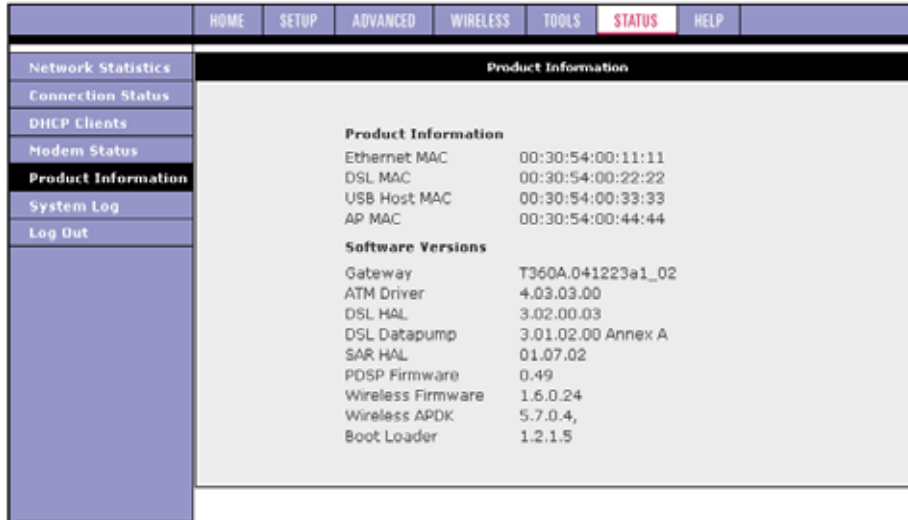 HOME SETUP ADVANCED WIRELESS TOOLS STATUS HELP
Network Statistics
Connection Status
DHCP Clients
Modem Status
Product Information
System Log
Log Out
Product Information
Product Information
Ethernet MAC 00:30:54:00:11:11
DSL MAC 00:30:54:00:22:22
USB Host MAC 00:30:54:00:33:33
AP MAC 00:30:54:00:44:44
Software Versions
Gateway T360A.041223a1_02
ATM Driver 4.03.03.00
DSL HAL 3.02.00.03
DSL Datapump 3.01.02.00 Annex A
SAR HAL 01.07.02
PDSP Firmware 0.49
Wireless Firmware 1.6.0.24
Wireless APDK 5.7.0.4,
Boot Loader 1.2.1.5